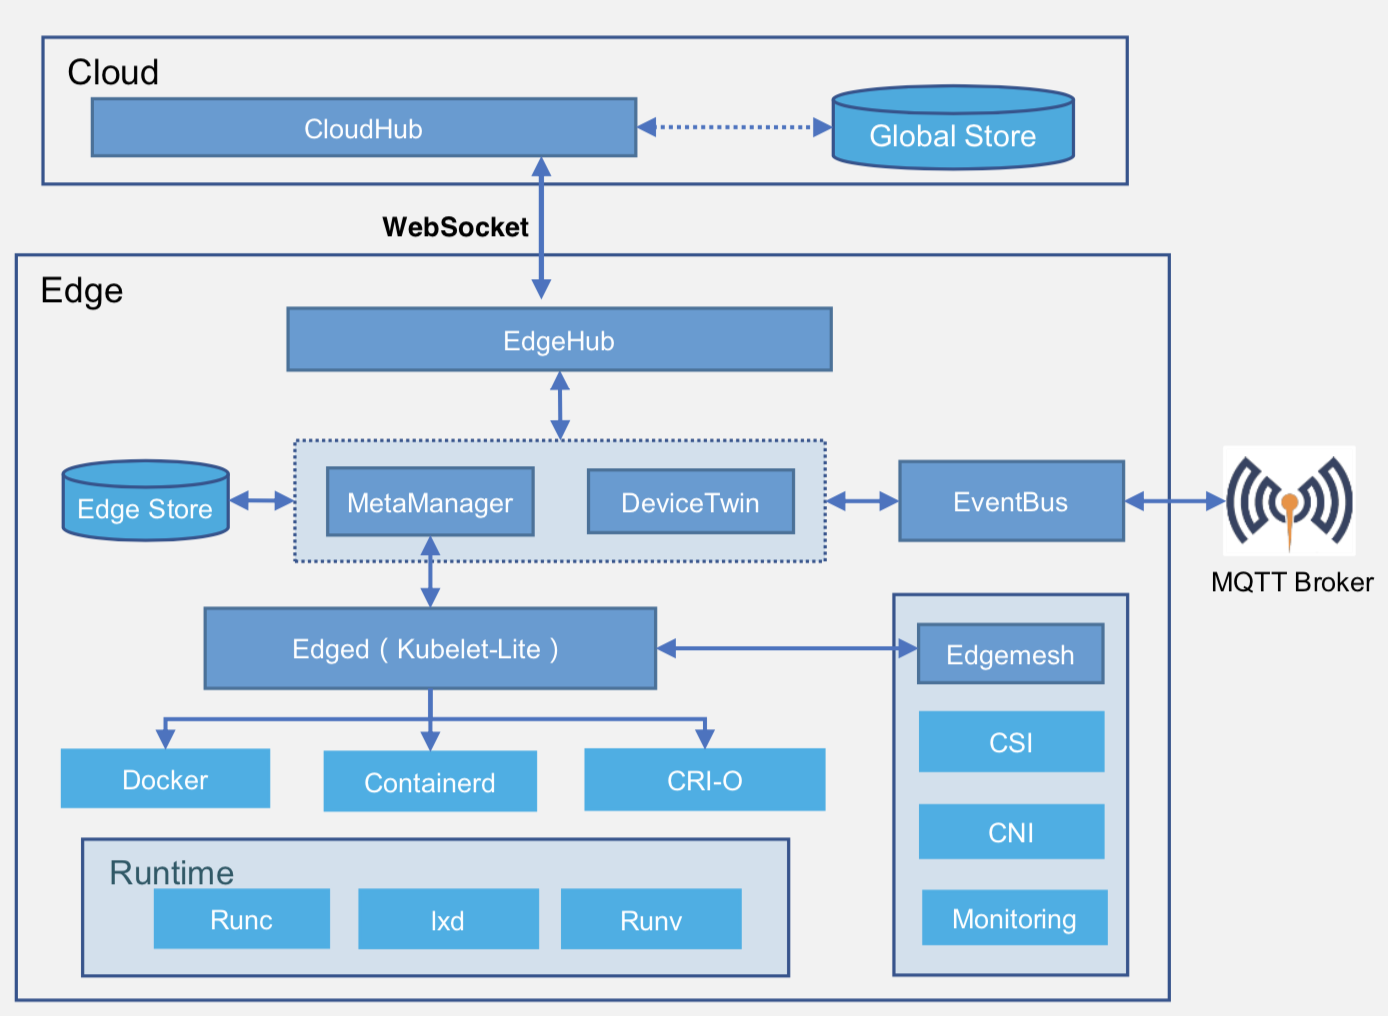 Cloud
CloudHub
Global Store
WebSocket
Edge
EdgeHub
Edge Store
MetaManager
DeviceTwin
EventBus
MQTT Broker
Edged ( Kubelet-Lite )
Edgemesh
CSI
CNI
Monitoring
Docker
Containerd
CRI-O
Runtime
Runc
lxd
Runv